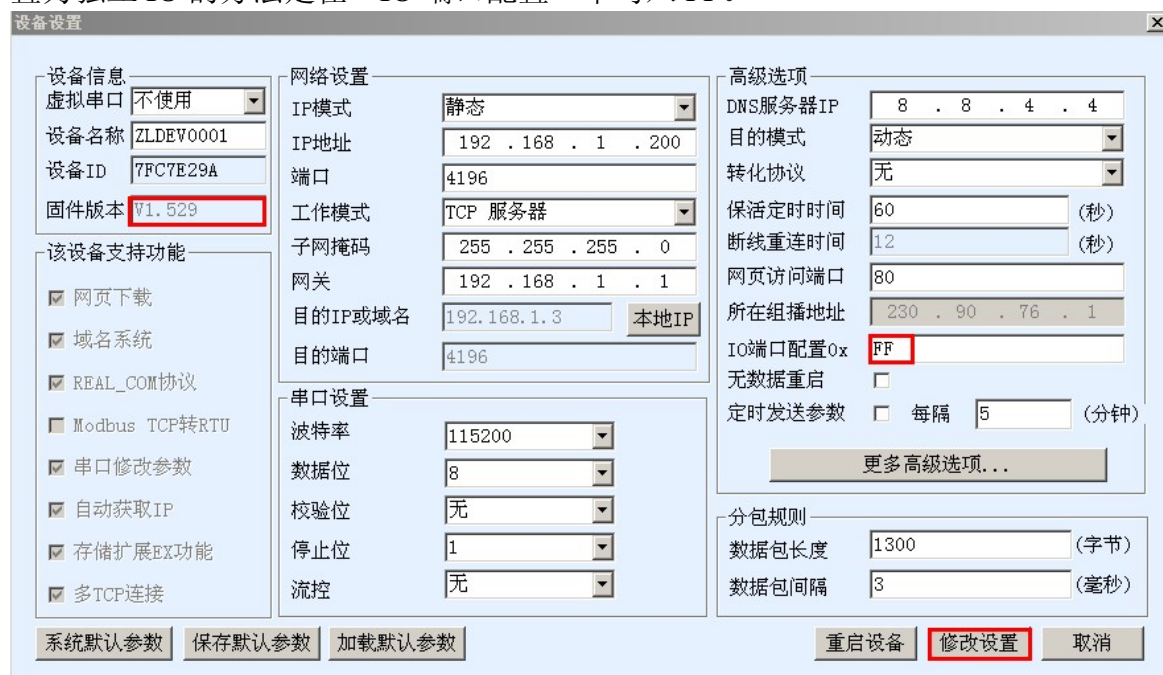 设备设置
设备信息
虚拟串口 不使用
设备名称 ZLDEV0001
设备ID 7FC7E29A
固件版本 V1.529
该设备支持功能
网页下载
域名系统
REAL_COM协议
Modbus TCP转RTU
串口修改参数
自动获取IP
存储扩展EX功能
多TCP连接
网络设置
IP模式 静态
IP地址 192 . 168 . 1 . 200
端口 4196
工作模式 TCP 服务器
子网掩码 255 . 255 . 255 . 0
网关 192 . 168 . 1 . 1
目的IP或域名 192.168.1.3 本地IP
目的端口 4196
串口设置
波特率 115200
数据位 8
校验位 无
停止位 1
流控 无
高级选项
DNS服务器IP 8 . 8 . 4 . 4
目的模式 动态
转化协议 无
保活定时时间 60 (秒)
断线重连时间 12 (秒)
网页访问端口 80
所在组播地址 230 . 90 . 76 . 1
IO端口配置0x FF
无数据重启
定时发送参数 每隔 5 (分钟)
更多高级选项...
分包规则
数据包长度 1300 (字节)
数据包间隔 3 (毫秒)
系统默认参数 保存默认参数 加载默认参数 重启设备 修改设置 取消